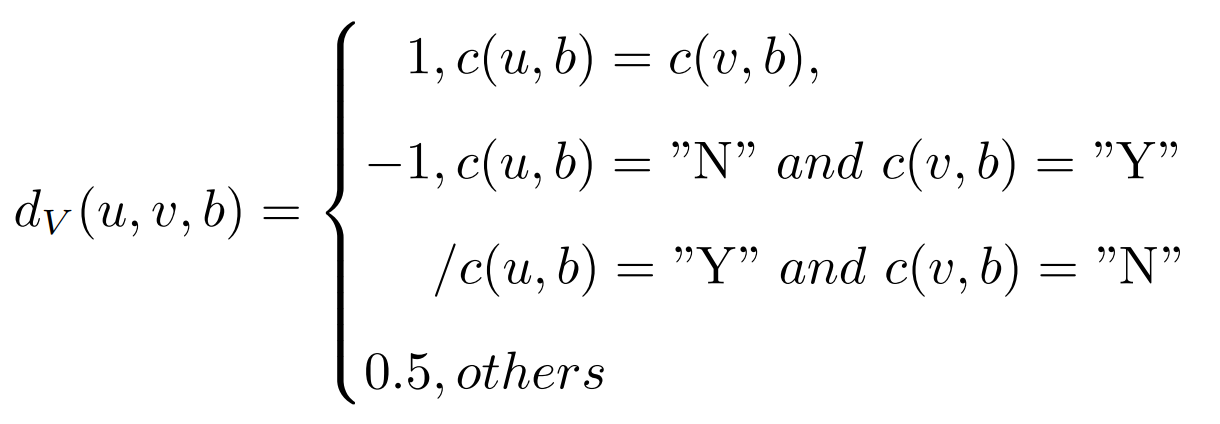 1, c(u, b) = c(v, b),
−1, c(u, b) = ”N” and c(v, b) = ”Y”
d_V(u, v, b) = {
/c(u, b) = ”Y” and c(v, b) = ”N”
0.5, others